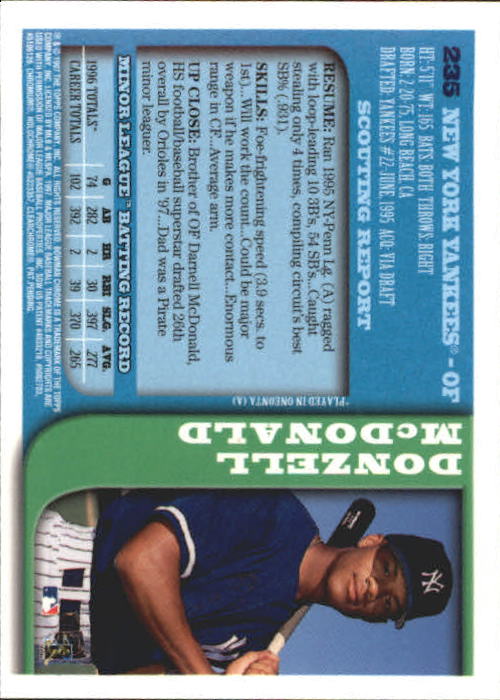 235 NEW YORK YANKEES® - OF
HT: 5'11" WT: 165 BATS: BOTH THROWS: RIGHT
BORN: 2-20-75, LONG BEACH, CA
DRAFTED: YANKEES #22-JUNE 1995 ACQ: VIA DRAFT
SCOUTING REPORT
RESUME: Ran 1995 NY-Penn Lg. (A) ragged
with loop-leading 10 3B's, 54 SB's...Caught
stealing only 4 times, compiling circuit's best
SB% (.931).
SKILLS: Foe-frightening speed (3.9 secs. to
1st)...Will work the count...Could be major
weapon if he makes more contact...Enormous
range in CF...Average arm.
UP CLOSE: Brother of OF Darnell McDonald,
HS football/baseball superstar drafted 26th
overall by Orioles in '97...Dad was a Pirate
minor leaguer.
*PLAYED IN ONEONTA (A)
MINOR LEAGUE™ BATTING RECORD
G AB HR RBI SLG. AVG.
1996 TOTALS* 74 282 2 30 .397 .277
CAREER TOTALS 102 392 2 39 .370 .265
DONZELL
McDONALD
NY